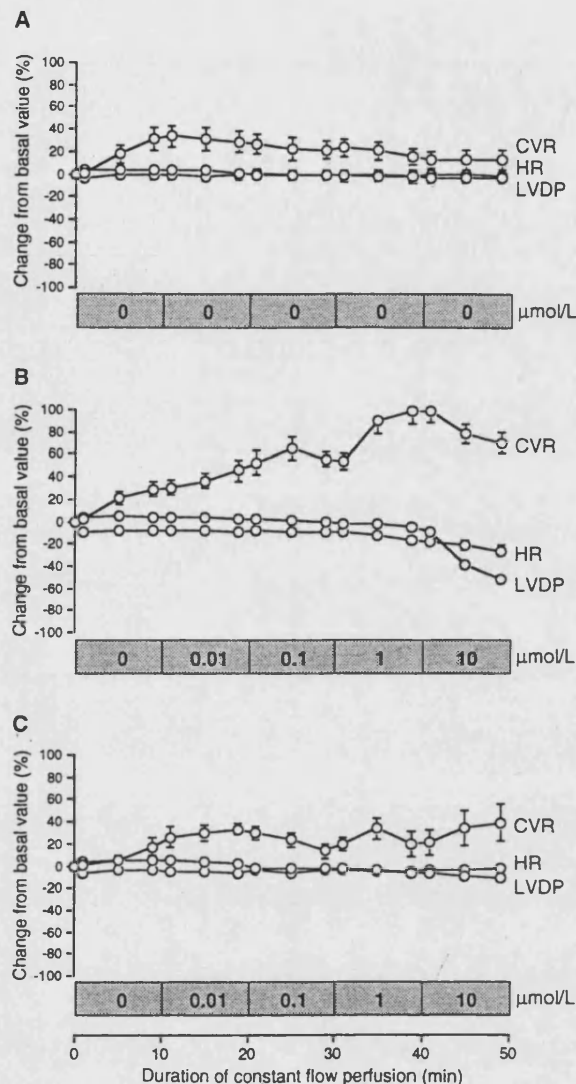 A
Change from basal value (%)
100
80
60
40
20
0
-20
-40
-60
-80
-100
CVR
HR
LVDP
0 0 0 0 0 µmol/L
B
Change from basal value (%)
100
80
60
40
20
0
-20
-40
-60
-80
-100
CVR
HR
LVDP
0 0.01 0.1 1 10 µmol/L
C
Change from basal value (%)
100
80
60
40
20
0
-20
-40
-60
-80
-100
CVR
HR
LVDP
0 0.01 0.1 1 10 µmol/L
0 10 20 30 40 50
Duration of constant flow perfusion (min)